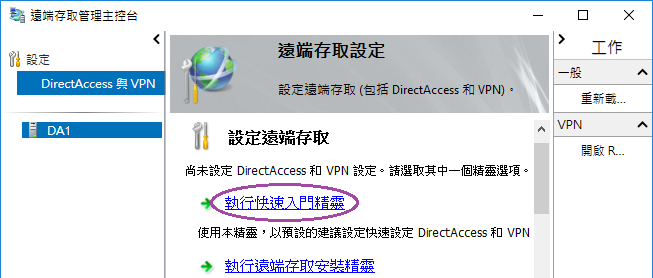 遠端存取管理主控台
設定
DirectAccess 與 VPN
DA1
遠端存取設定
設定遠端存取 (包括 DirectAccess 和 VPN)。
設定遠端存取
尚未設定 DirectAccess 和 VPN 設定。請選取其中一個精靈選項。
執行快速入門精靈
使用本精靈，以預設的建議設定快速設定 DirectAccess 和 VPN
執行遠端存取安裝精靈
工作
一般
重新載...
VPN
開啟 R...